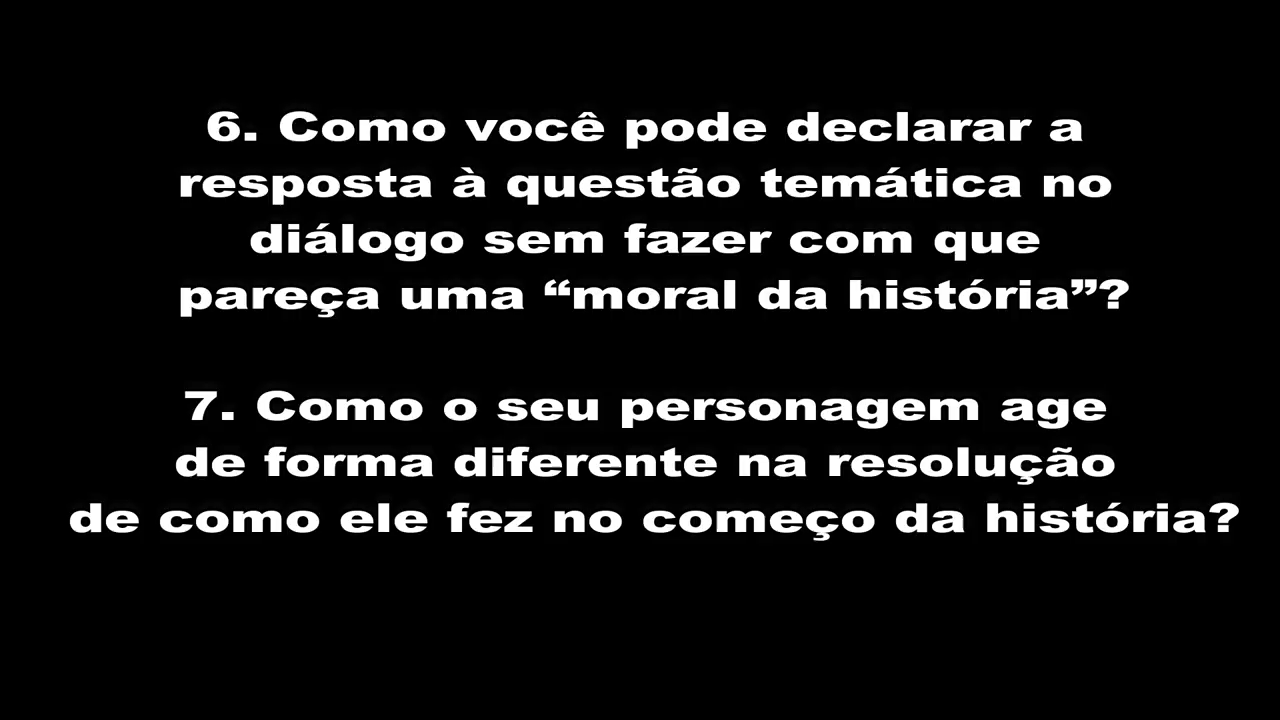 6. Como você pode declarar a
resposta à questão temática no
diálogo sem fazer com que
pareça uma “moral da história”?
7. Como o seu personagem age
de forma diferente na resolução
de como ele fez no começo da história?